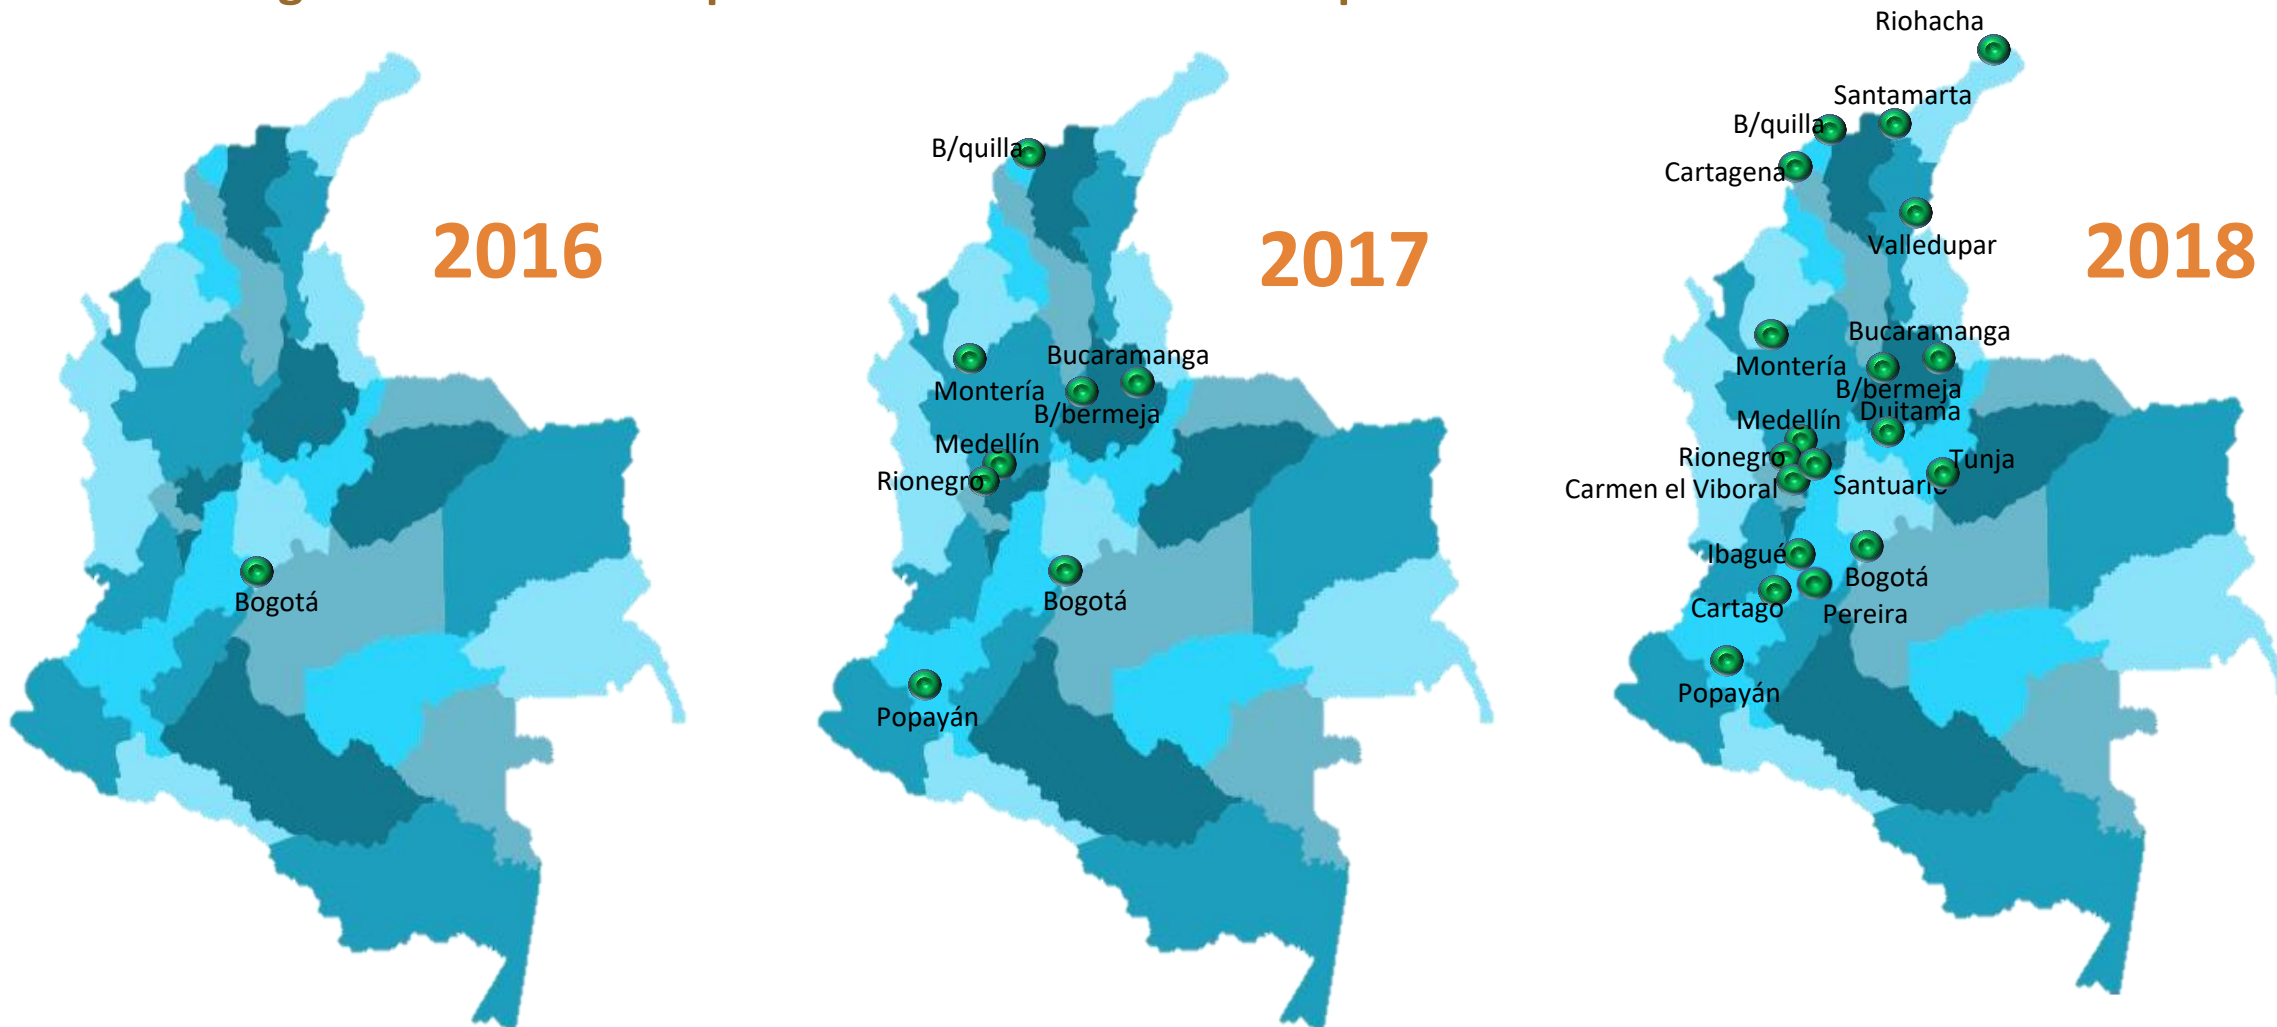 2016
Bogotá
2017
B/quilla
Bucaramanga
Montería
B/bermeja
Medellín
Rionegro
Bogotá
Popayán
2018
Riohacha
Santamarta
B/quilla
Cartagena
Valledupar
Bucaramanga
Montería
B/bermeja
Duitama
Medellín
Rionegro
Tunja
Carmen el Viboral
Santuario
Ibagué
Bogotá
Cartago
Pereira
Popayán